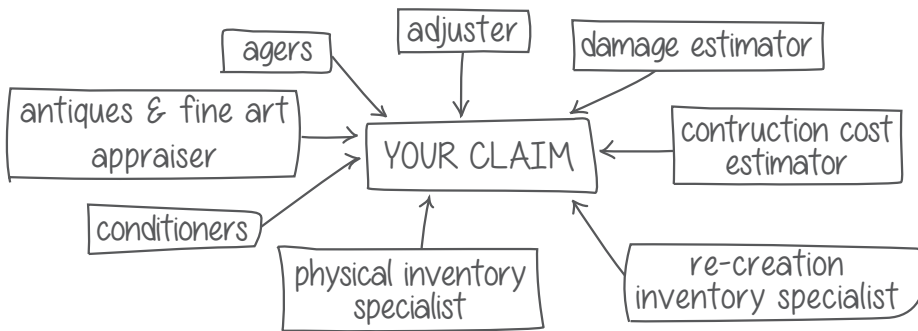 adjuster
agers
damage estimator
antiques & fine art
appraiser
YOUR CLAIM
contruction cost
estimator
conditioners
physical inventory
specialist
re-creation
inventory specialist